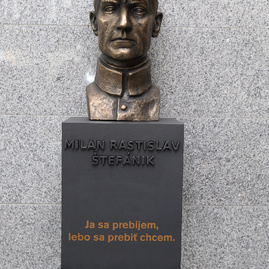 MILAN RASTISLAV
ŠTEFÁNIK
Ja sa prebijem,
lebo sa prebiť chcem.